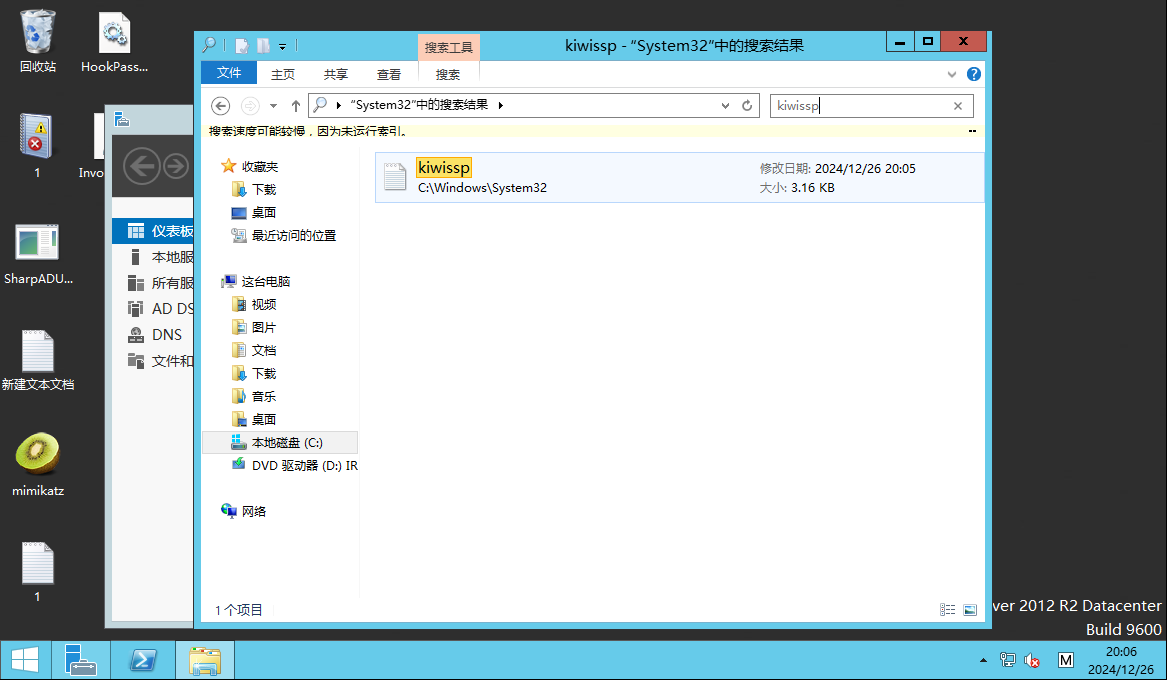 回收站
HookPass...
1
Invo
SharpADU...
新建文本文档
mimikatz
1
仪表板
本地服
所有服
AD DS
DNS
文件和
搜索工具
kiwissp - "System32"中的搜索结果
文件
主页
共享
查看
搜索
"System32"中的搜索结果
kiwissp
搜索速度可能较慢，因为未运行索引。
收藏夹
下载
桌面
最近访问的位置
这台电脑
视频
图片
文档
下载
音乐
桌面
本地磁盘 (C:)
DVD 驱动器 (D:) IR
网络
kiwissp
C:\Windows\System32
修改日期: 2024/12/26 20:05
大小: 3.16 KB
1 个项目
ver 2012 R2 Datacenter
Build 9600
M
20:06
2024/12/26